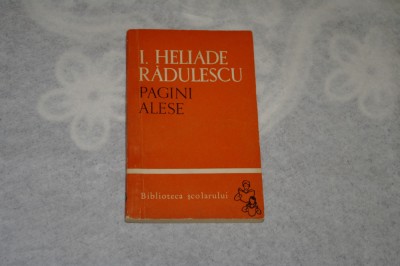 I. HELIADE
RĂDULESCU
PAGINI
ALESE
Biblioteca școlarului